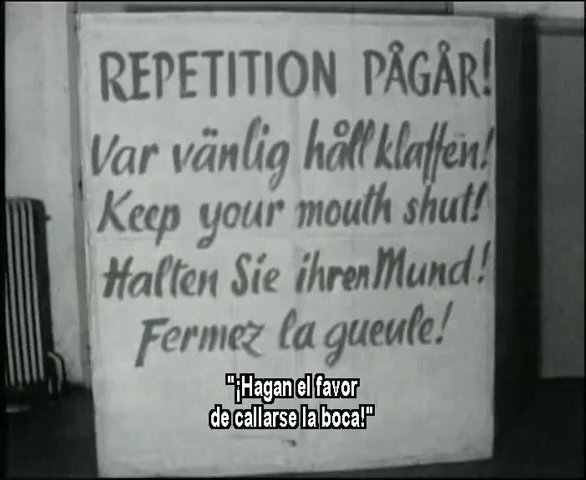 REPETITION PÅGÅR!
Var vänlig håll klaffen!
Keep your mouth shut!
Halten Sie ihren Mund!
Fermez la gueule!
"¡Hagan el favor
de callarse la boca!"